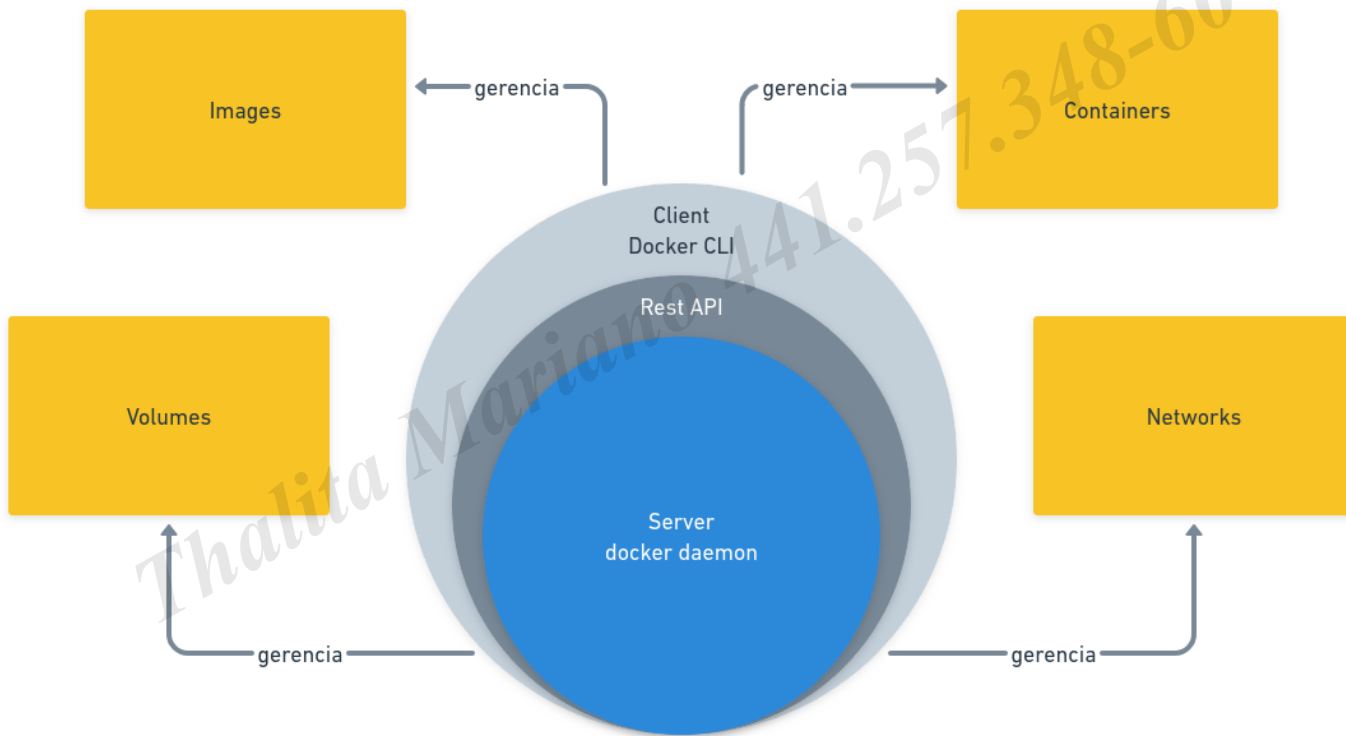 gerencia
gerencia
Images
Containers
Client
Docker CLI
Rest API
Volumes
Networks
Server
docker daemon
gerencia
gerencia
Thalita Mariano 441.257.348-60